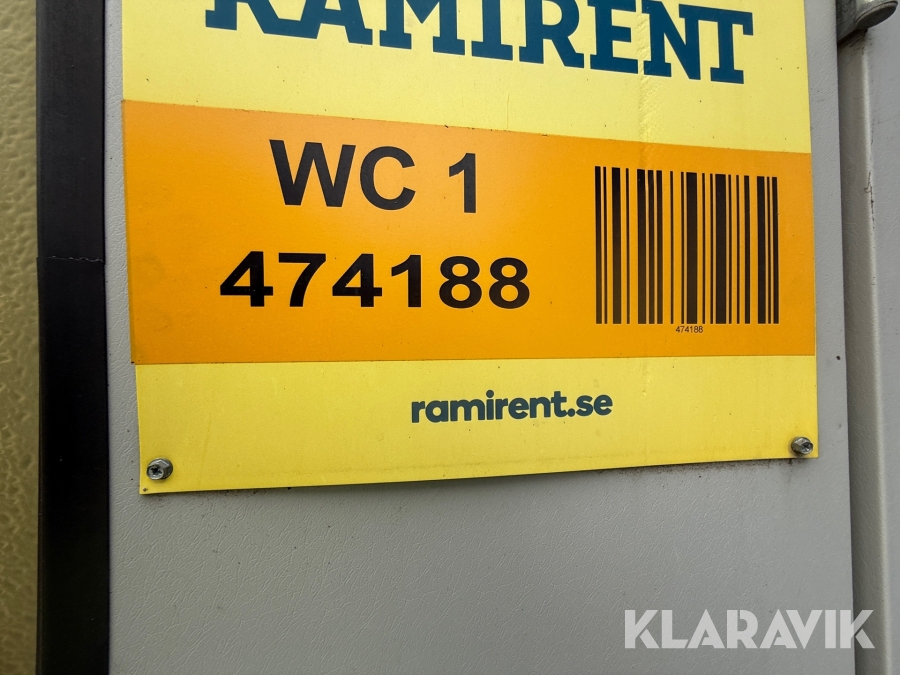 RAMIRENT
WC 1
474188
474188
ramirent.se
KLARAVIK